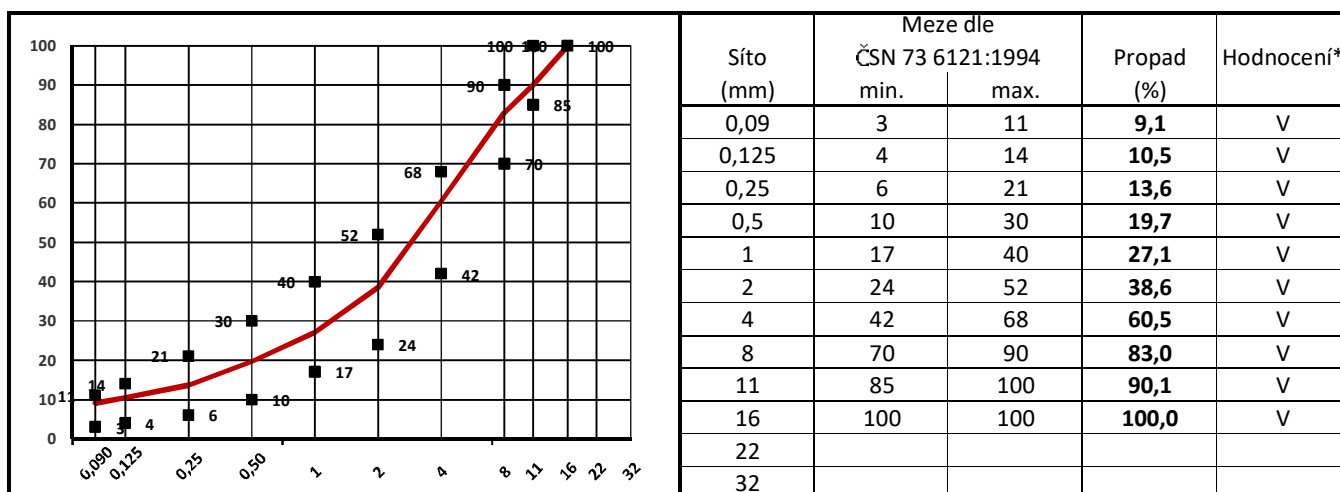 100
90
80
70
60
50
40
30
20
10
0
100 100 100
90
85
70
68
52
42
40
30
24
21
17
14
11
10
6
4
3
0,090 0,125 0,25 0,50 1 2 4 8 11 16 22 32
Meze dle
Síto ČSN 73 6121:1994 Propad Hodnocení*
(mm) min. max. (%)
0,09 3 11 9,1 V
0,125 4 14 10,5 V
0,25 6 21 13,6 V
0,5 10 30 19,7 V
1 17 40 27,1 V
2 24 52 38,6 V
4 42 68 60,5 V
8 70 90 83,0 V
11 85 100 90,1 V
16 100 100 100,0 V
22
32